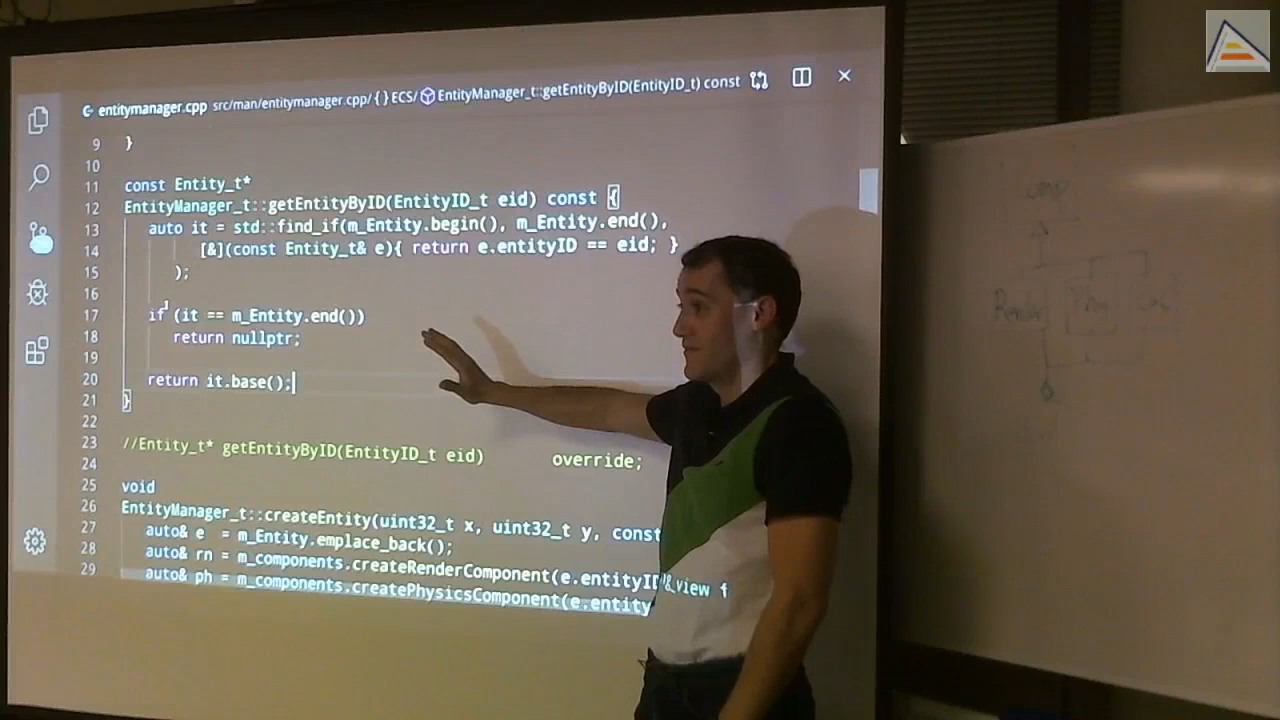 entitymanager.cpp src/man/entitymanager.cpp/ { } ECS/ EntityManager_t::getEntityByID(EntityID_t) const
9 }
10
11 const Entity_t*
12 EntityManager_t::getEntityByID(EntityID_t eid) const {
13 auto it = std::find_if(m_Entity.begin(), m_Entity.end(),
14 [&](const Entity_t& e){ return e.entityID == eid; }
15 );
16
17 if (it == m_Entity.end())
18 return nullptr;
19
20 return it.base();
21 }
22
23 //Entity_t* getEntityByID(EntityID_t eid) override;
24
25 void
26 EntityManager_t::createEntity(uint32_t x, uint32_t y, const
27 auto& e = m_Entity.emplace_back();
28 auto& rn = m_components.createRenderComponent(e.entityID
29 auto& ph = m_components.createPhysicsComponent(e.entity
Render